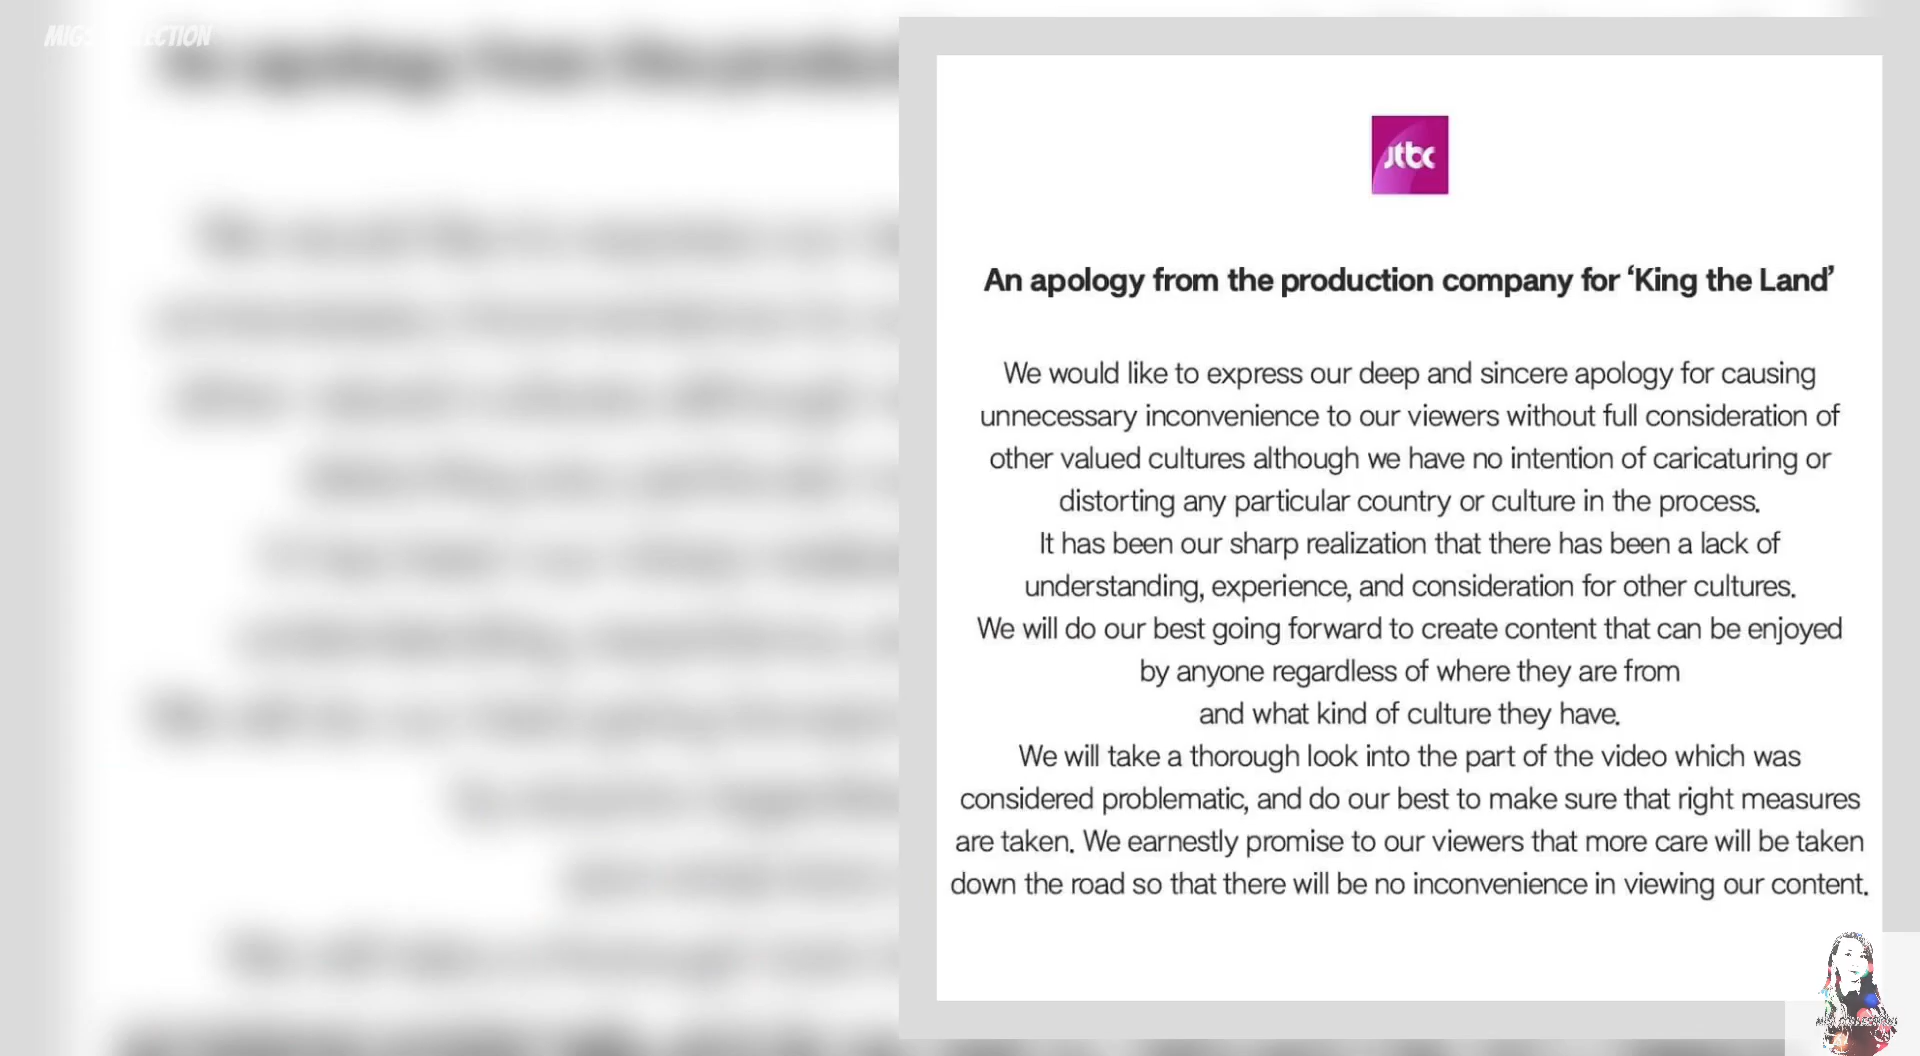 jtbc
An apology from the production company for ‘King the Land’
We would like to express our deep and sincere apology for causing
unnecessary inconvenience to our viewers without full consideration of
other valued cultures although we have no intention of caricaturing or
distorting any particular country or culture in the process.
It has been our sharp realization that there has been a lack of
understanding, experience, and consideration for other cultures.
We will do our best going forward to create content that can be enjoyed
by anyone regardless of where they are from
and what kind of culture they have.
We will take a thorough look into the part of the video which was
considered problematic, and do our best to make sure that right measures
are taken. We earnestly promise to our viewers that more care will be taken
down the road so that there will be no inconvenience in viewing our content.